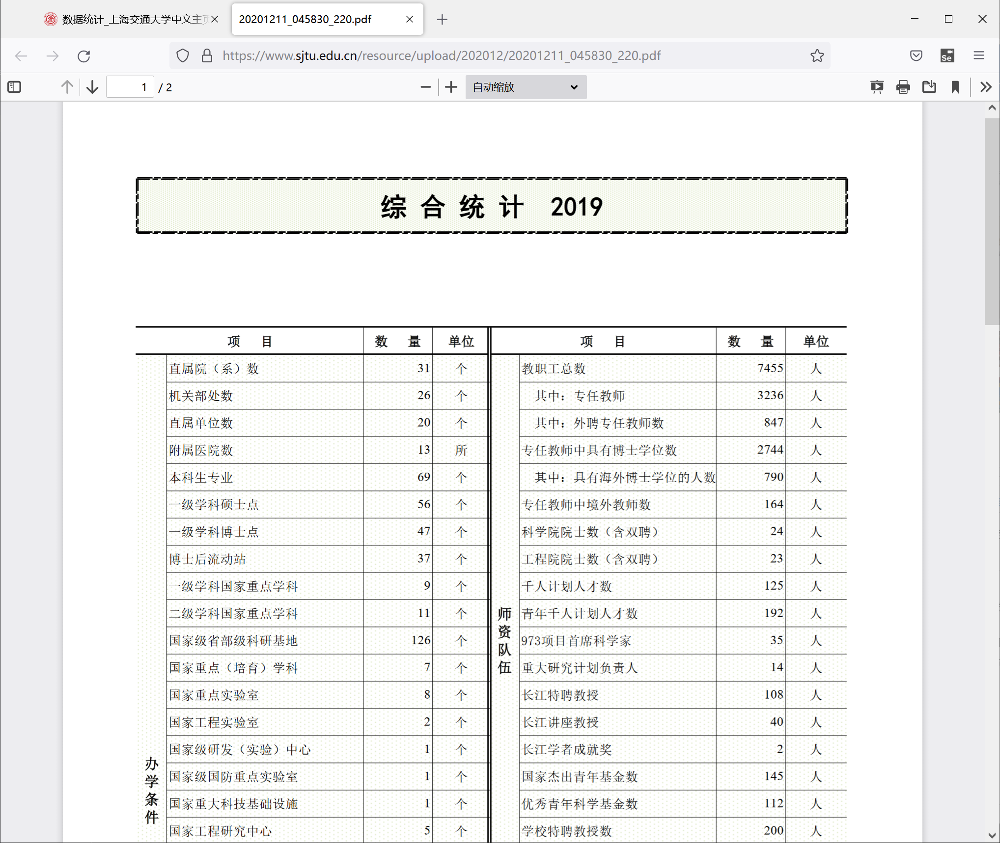 数据统计_上海交通大学中文主页
20201211_045830_220.pdf
https://www.sjtu.edu.cn/resource/upload/202012/20201211_045830_220.pdf
Se
1 / 2
自动缩放
综合统计 2019
项 目 数 量 单位 项 目 数 量 单位
直属院（系）数 31 个 教职工总数 7455 人
机关部处数 26 个 其中：专任教师 3236 人
直属单位数 20 个 其中：外聘专任教师数 847 人
附属医院数 13 所 专任教师中具有博士学位数 2744 人
本科生专业 69 个 其中：具有海外博士学位的人数 790 人
一级学科硕士点 56 个 专任教师中境外教师数 164 人
一级学科博士点 47 个 科学院院士数（含双聘） 24 人
博士后流动站 37 个 工程院院士数（含双聘） 23 人
一级学科国家重点学科 9 个 千人计划人才数 125 人
二级学科国家重点学科 11 个 青年千人计划人才数 192 人
国家级省部级科研基地 126 个 973项目首席科学家 35 人
国家重点（培育）学科 7 个 重大研究计划负责人 14 人
国家重点实验室 8 个 长江特聘教授 108 人
国家工程实验室 2 个 长江讲座教授 40 人
国家级研发（实验）中心 1 个 长江学者成就奖 2 人
国家级国防重点实验室 1 个 国家杰出青年基金数 145 人
国家重大科技基础设施 1 个 优秀青年科学基金数 112 人
国家工程研究中心 5 个 学校特聘教授数 200 人
办学条件
师资队伍